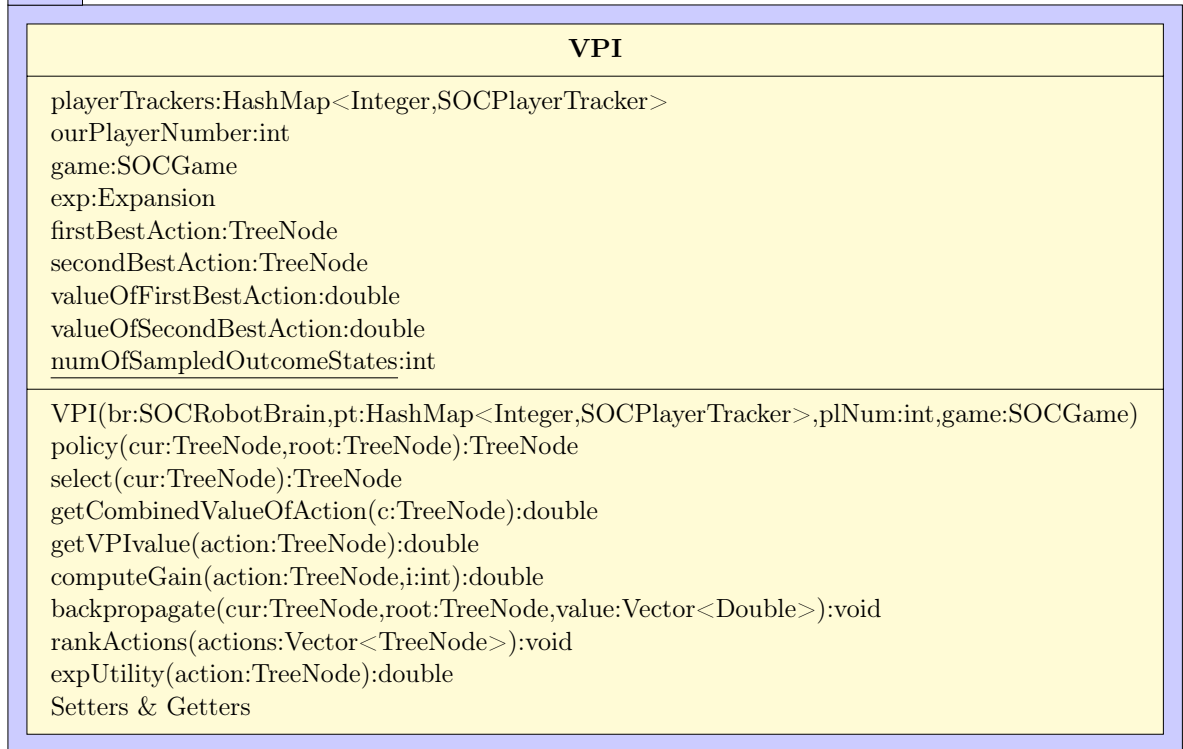 VPI
playerTrackers:HashMap<Integer,SOCPlayerTracker>
ourPlayerNumber:int
game:SOCGame
exp:Expansion
firstBestAction:TreeNode
secondBestAction:TreeNode
valueOfFirstBestAction:double
valueOfSecondBestAction:double
numOfSampledOutcomeStates:int
VPI(br:SOCRobotBrain,pt:HashMap<Integer,SOCPlayerTracker>,plNum:int,game:SOCGame)
policy(cur:TreeNode,root:TreeNode):TreeNode
select(cur:TreeNode):TreeNode
getCombinedValueOfAction(c:TreeNode):double
getVPIvalue(action:TreeNode):double
computeGain(action:TreeNode,i:int):double
backpropagate(cur:TreeNode,root:TreeNode,value:Vector<Double>):void
rankActions(actions:Vector<TreeNode>):void
expUtility(action:TreeNode):double
Setters & Getters